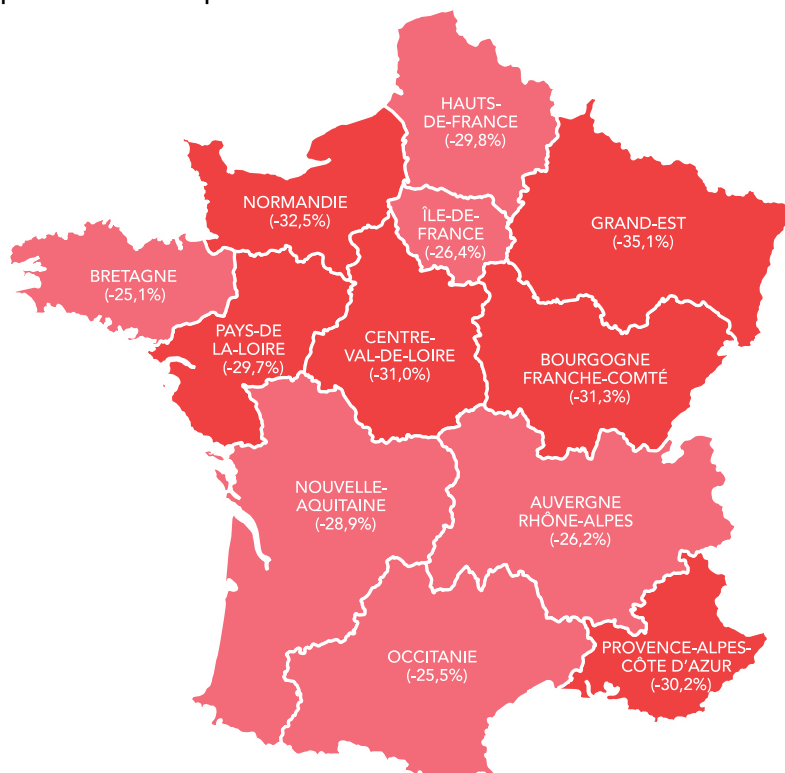 HAUTS-
DE-FRANCE
(-29,8%)
NORMANDIE
(-32,5%)
ÎLE-DE-
FRANCE
(-26,4%)
GRAND-EST
(-35,1%)
BRETAGNE
(-25,1%)
PAYS-DE
LA-LOIRE
(-29,7%)
CENTRE-
VAL-DE-LOIRE
(-31,0%)
BOURGOGNE
FRANCHE-COMTÉ
(-31,3%)
NOUVELLE-
AQUITAINE
(-28,9%)
AUVERGNE
RHÔNE-ALPES
(-26,2%)
OCCITANIE
(-25,5%)
PROVENCE-ALPES-
CÔTE D'AZUR
(-30,2%)